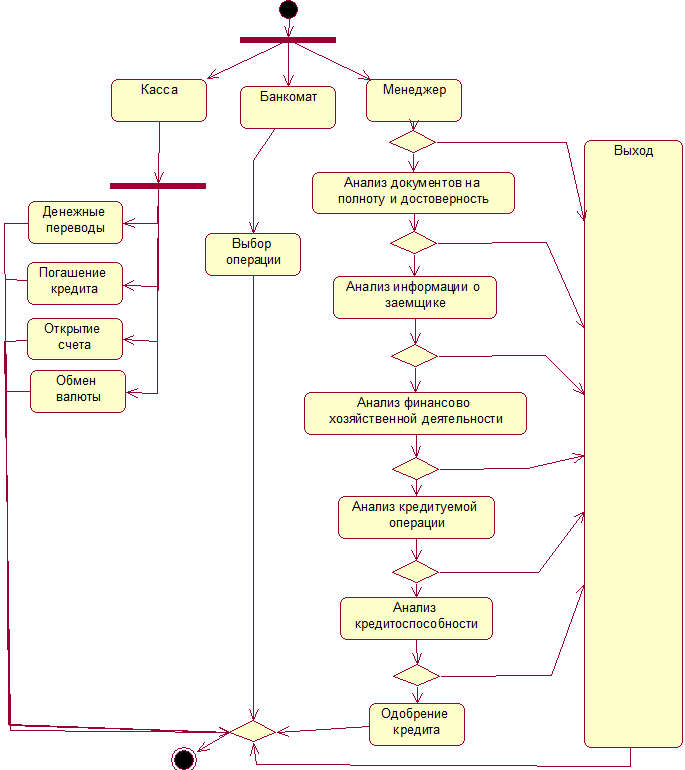 Касса
Банкомат
Менеджер
Выход
Анализ документов на
полноту и достоверность
Денежные
переводы
Выбор
операции
Погашение
кредита
Анализ информации о
заемщике
Открытие
счета
Обмен
валюты
Анализ финансово
хозяйственной деятельности
Анализ кредитуемой
операции
Анализ
кредитоспособности
Одобрение
кредита